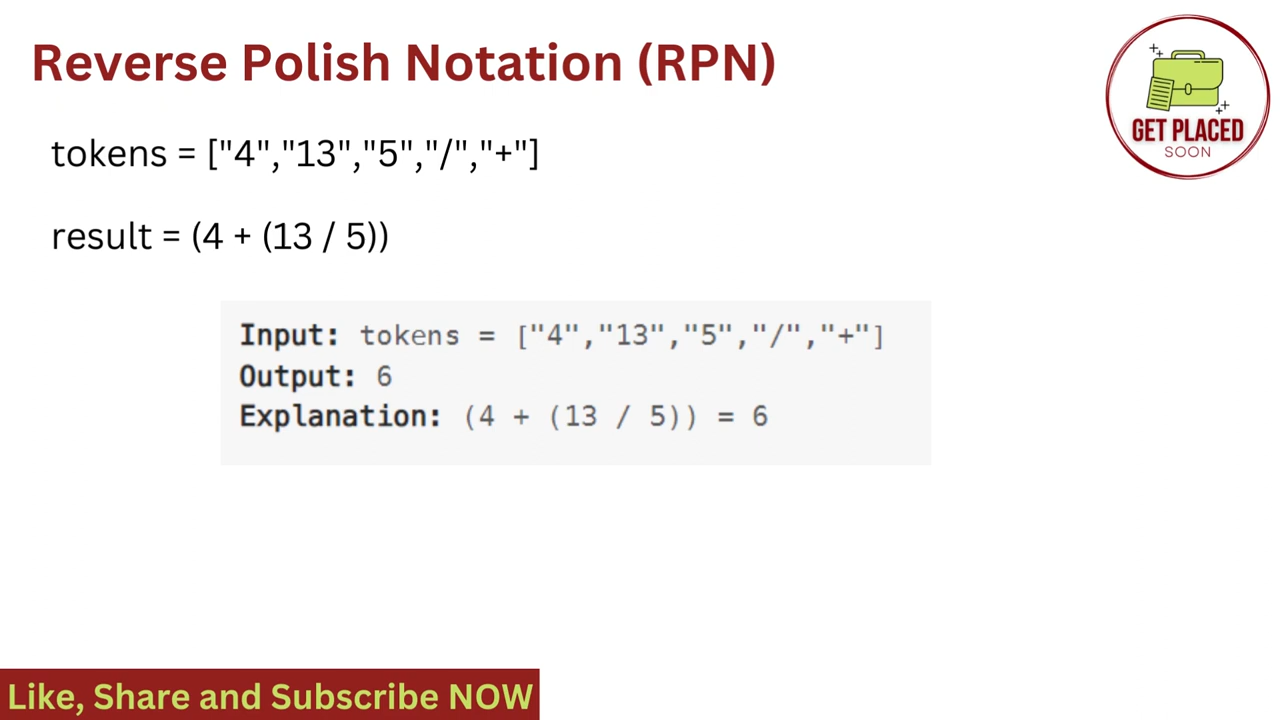 Reverse Polish Notation (RPN)
GET PLACED
SOON
tokens = ["4","13","5","/","+"]
result = (4 + (13 / 5))
Input: tokens = ["4","13","5","/","+"]
Output: 6
Explanation: (4 + (13 / 5)) = 6
Like, Share and Subscribe NOW